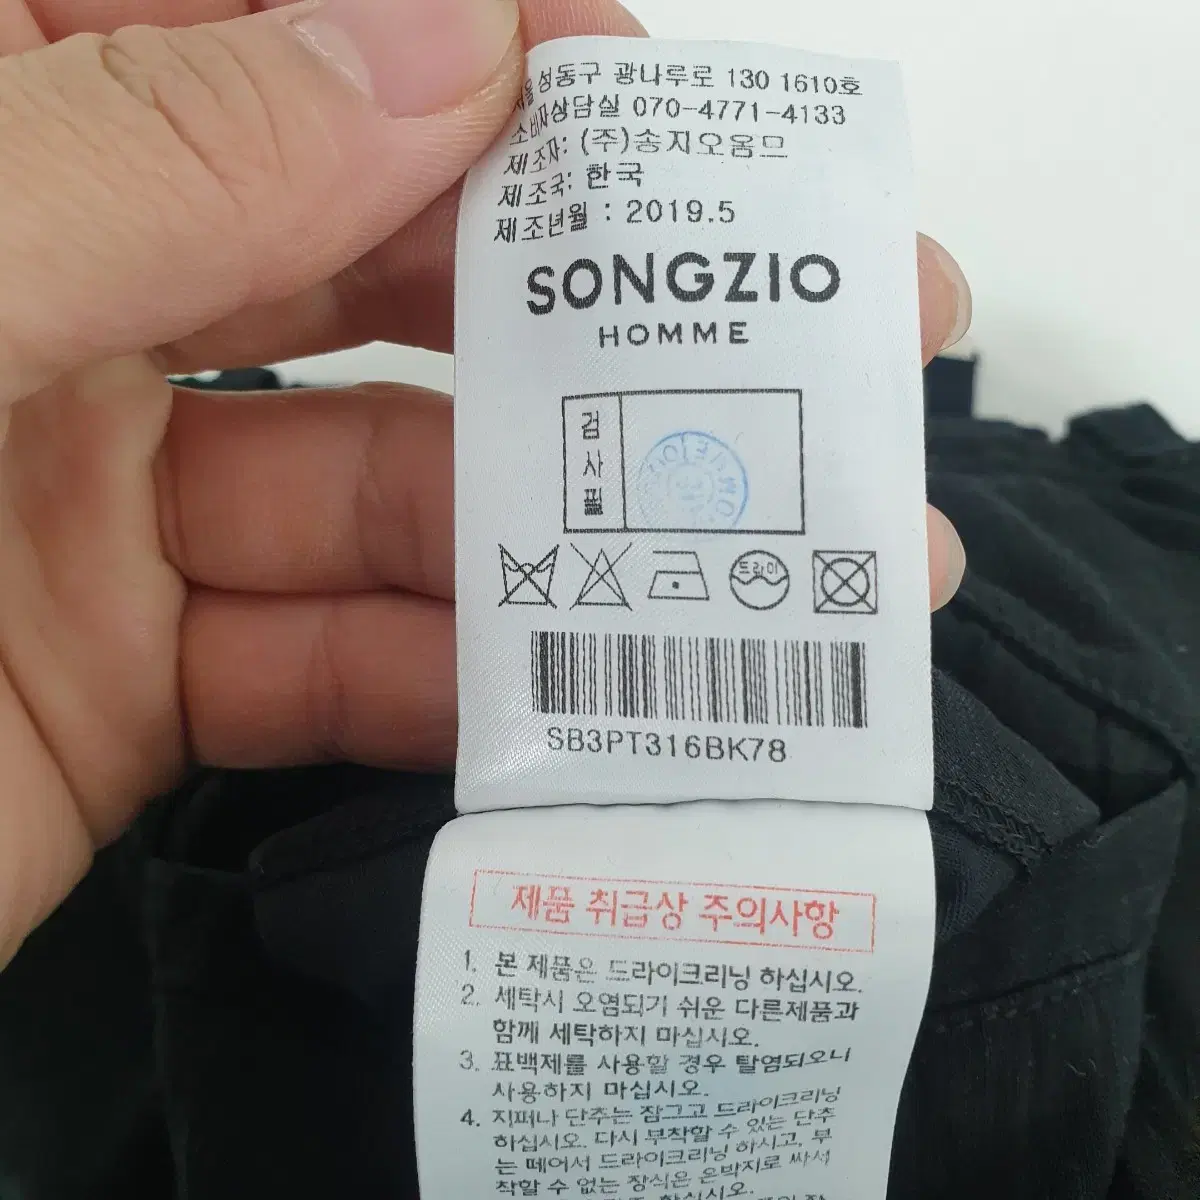 서울 성동구 광나루로 130 1610호
소비자상담실 070-4771-4133
제조자: (주)송지오옴므
제조국: 한국
제조년월 : 2019.5
SONGZIO
HOMME
검사필
드라이
SB3PT316BK78
제품 취급상 주의사항
1. 본 제품은 드라이크리닝 하십시오.
2. 세탁시 오염되기 쉬운 다른제품과
함께 세탁하지 마십시오.
3. 표백제를 사용할 경우 탈염되오니
사용하지 마십시오.
4. 지퍼나 단추는 잠그고 드라이크리닝
하십시오. 다시 부착할 수 있는 단추
는 떼어서 드라이크리닝 하시고, 부
착할 수 없는 장식은 은박지로 싸서